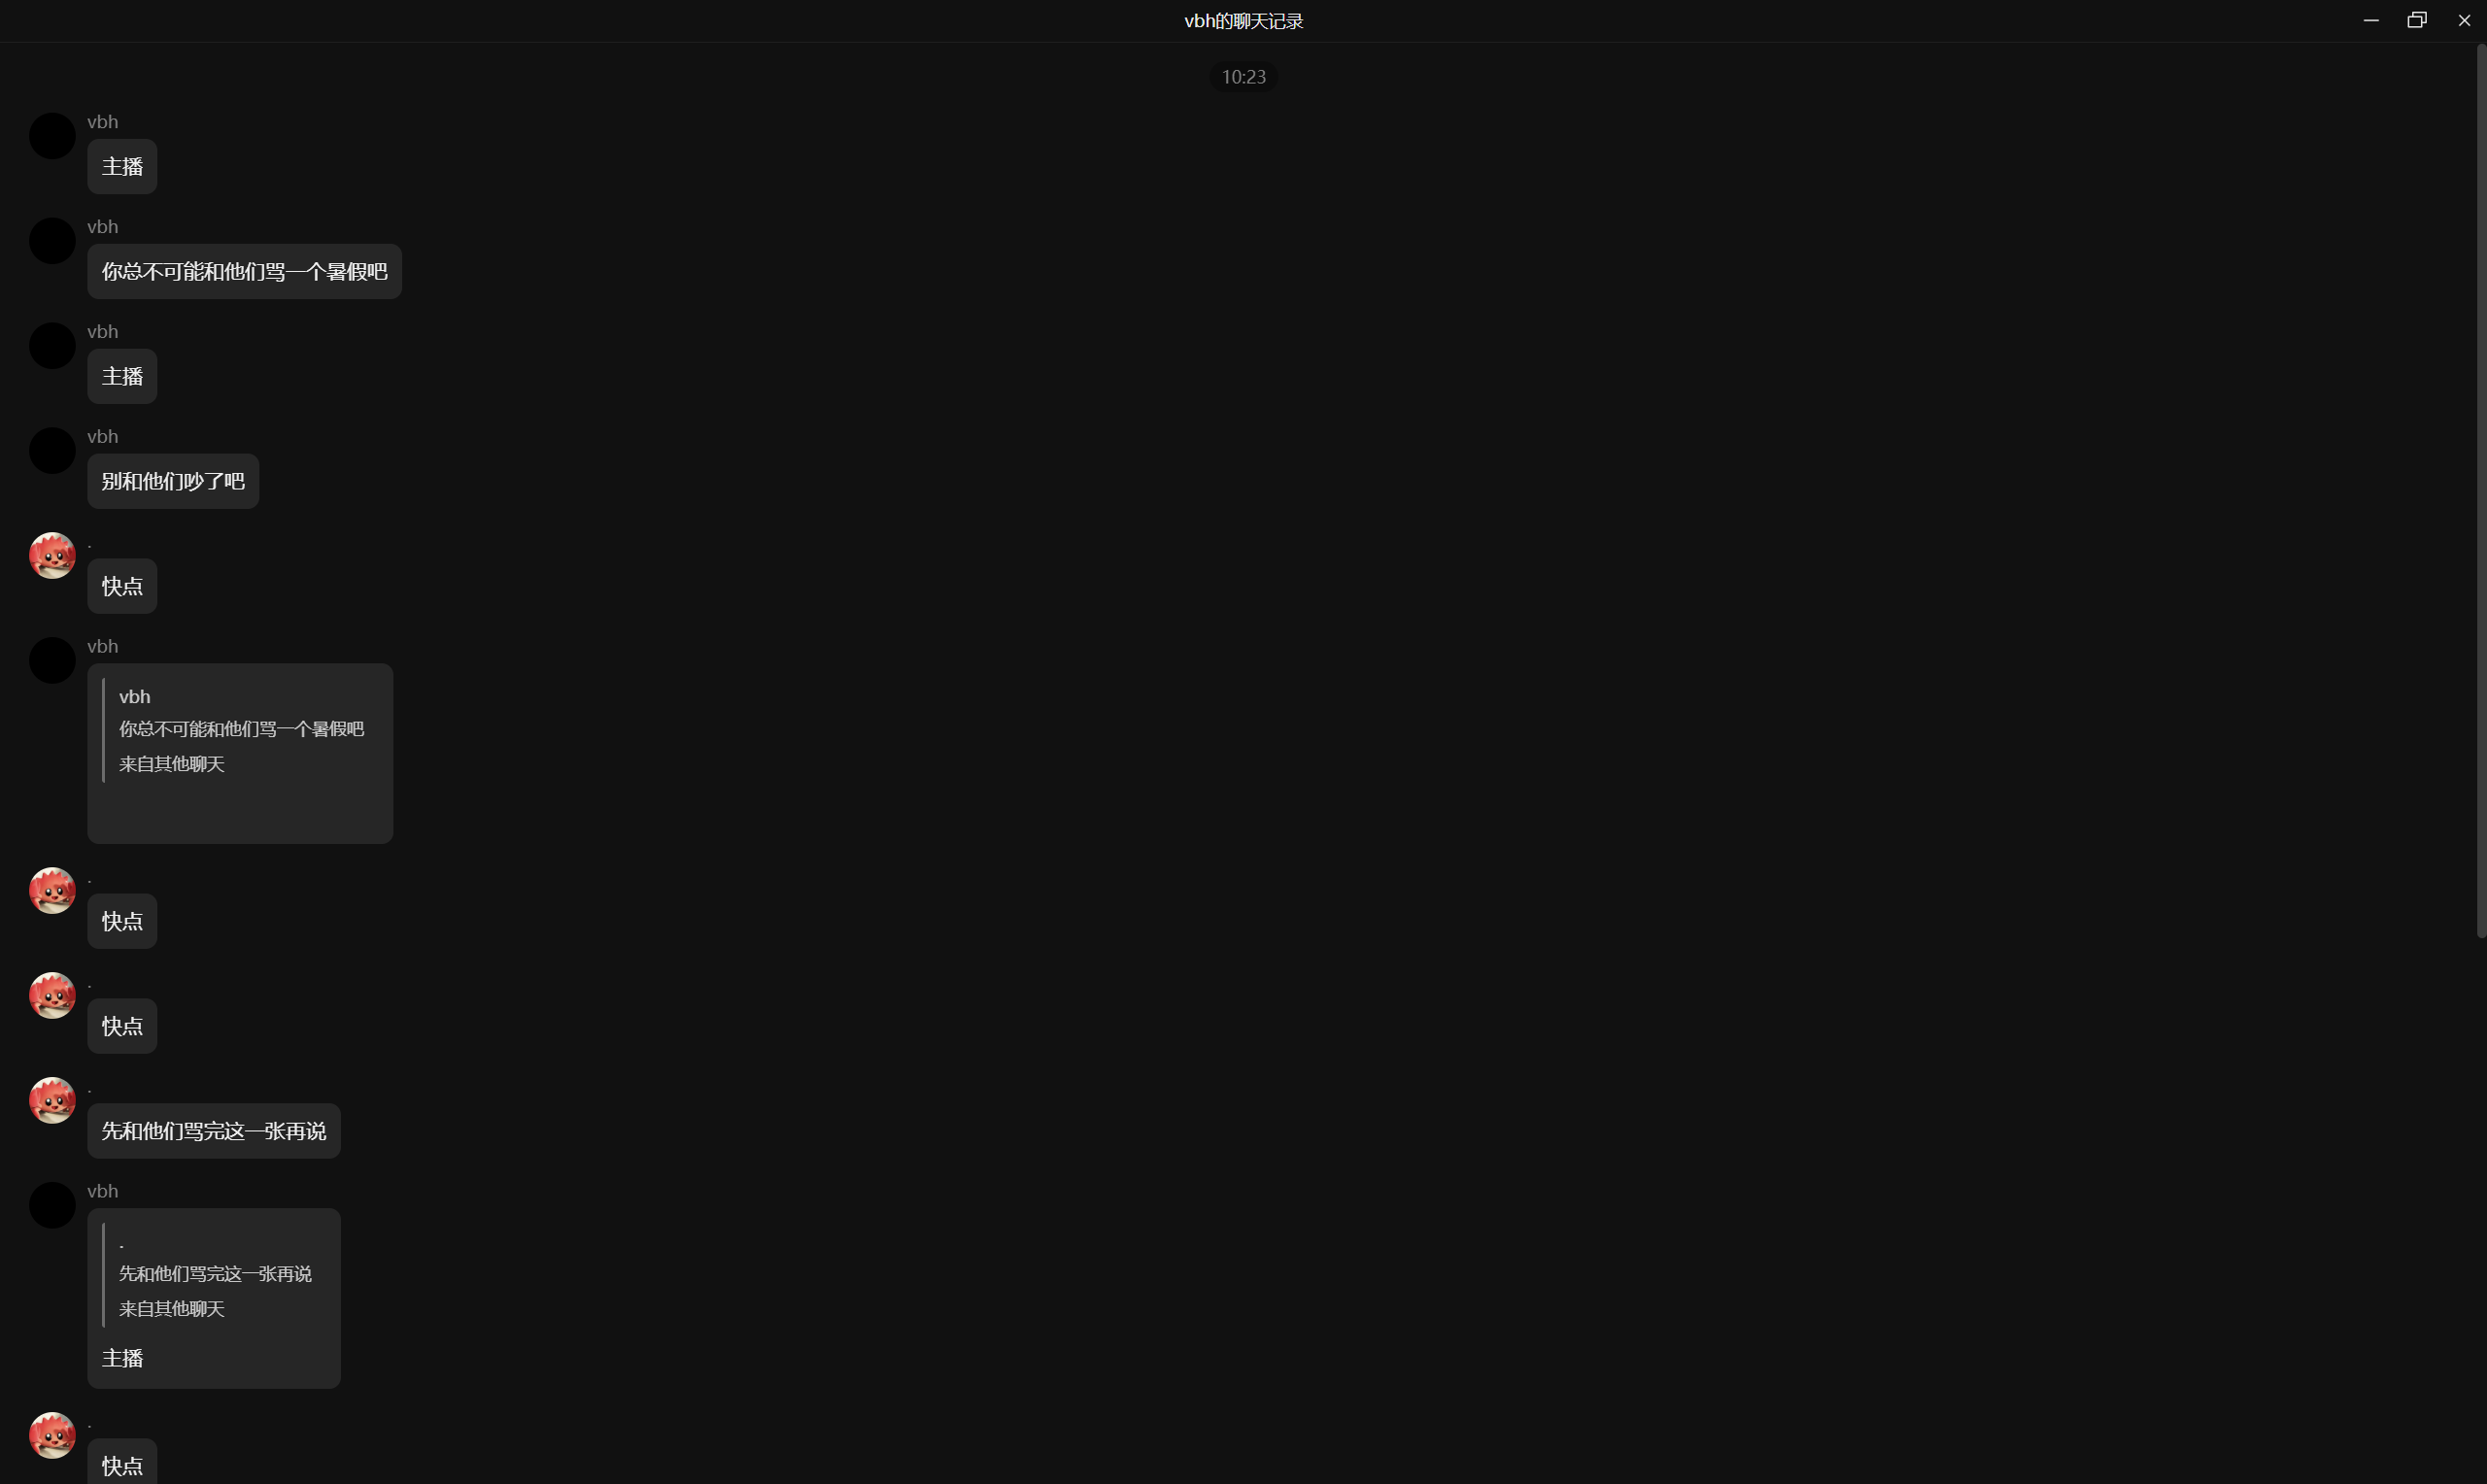 vbh的聊天记录
10:23
vbh
主播
vbh
你总不可能和他们骂一个暑假吧
vbh
主播
vbh
别和他们吵了吧
.
快点
vbh
vbh
你总不可能和他们骂一个暑假吧
来自其他聊天
.
快点
.
快点
.
先和他们骂完这一张再说
vbh
.
先和他们骂完这一张再说
来自其他聊天
主播
.
快点